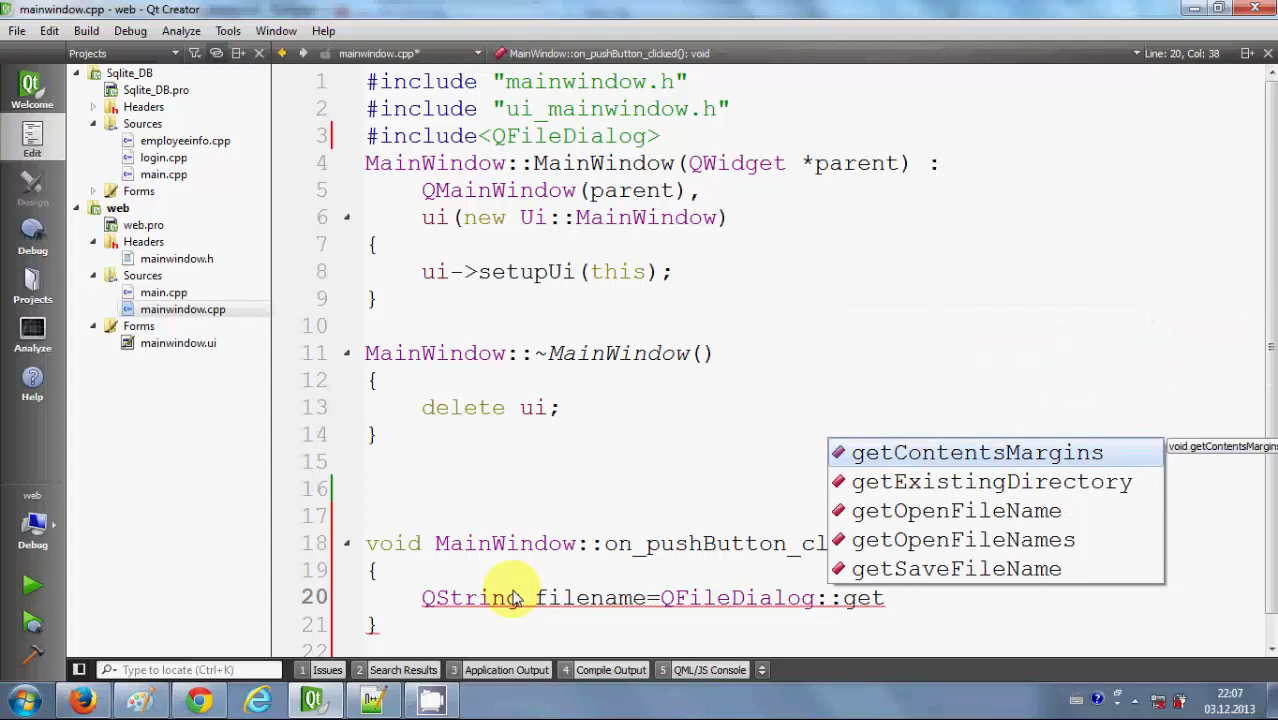 mainwindow.cpp - web - Qt Creator
File Edit Build Debug Analyze Tools Window Help
Projects mainwindow.cpp* MainWindow::on_pushButton_clicked(): void Line: 20, Col: 38
Welcome
Edit
Design
Debug
Projects
Analyze
Help
web
Debug
Sqlite_DB
Sqlite_DB.pro
Headers
Sources
employeeinfo.cpp
login.cpp
main.cpp
Forms
web
web.pro
Headers
mainwindow.h
Sources
main.cpp
mainwindow.cpp
Forms
mainwindow.ui
1 #include "mainwindow.h"
2 #include "ui_mainwindow.h"
3 #include<QFileDialog>
4 MainWindow::MainWindow(QWidget *parent) :
5 QMainWindow(parent),
6 ui(new Ui::MainWindow)
7 {
8 ui->setupUi(this);
9 }
10
11 MainWindow::~MainWindow()
12 {
13 delete ui;
14 }
15
16
17
18 void MainWindow::on_pushButton_cl
19 {
20 QString filename=QFileDialog::get
21 }
22
getContentsMargins
getExistingDirectory
getOpenFileName
getOpenFileNames
getSaveFileName
void getContentsMargins
Type to locate (Ctrl+K) 1 Issues 2 Search Results 3 Application Output 4 Compile Output 5 QML/JS Console
22:07
03.12.2013